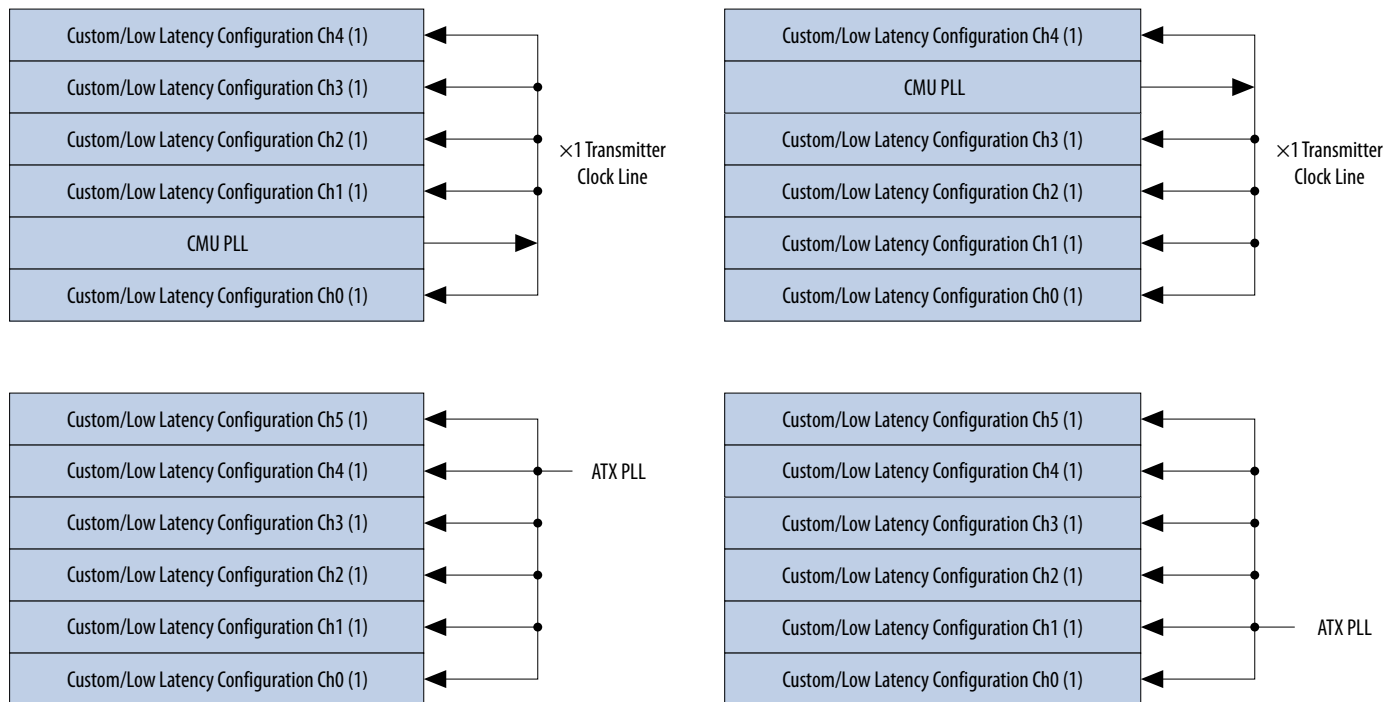 Custom/Low Latency Configuration Ch4 (1)
Custom/Low Latency Configuration Ch3 (1)
Custom/Low Latency Configuration Ch2 (1)
Custom/Low Latency Configuration Ch1 (1)
CMU PLL
Custom/Low Latency Configuration Ch0 (1)
×1 Transmitter
Clock Line
Custom/Low Latency Configuration Ch4 (1)
CMU PLL
Custom/Low Latency Configuration Ch3 (1)
Custom/Low Latency Configuration Ch2 (1)
Custom/Low Latency Configuration Ch1 (1)
Custom/Low Latency Configuration Ch0 (1)
×1 Transmitter
Clock Line
Custom/Low Latency Configuration Ch5 (1)
Custom/Low Latency Configuration Ch4 (1)
Custom/Low Latency Configuration Ch3 (1)
Custom/Low Latency Configuration Ch2 (1)
Custom/Low Latency Configuration Ch1 (1)
Custom/Low Latency Configuration Ch0 (1)
ATX PLL
Custom/Low Latency Configuration Ch5 (1)
Custom/Low Latency Configuration Ch4 (1)
Custom/Low Latency Configuration Ch3 (1)
Custom/Low Latency Configuration Ch2 (1)
Custom/Low Latency Configuration Ch1 (1)
Custom/Low Latency Configuration Ch0 (1)
ATX PLL